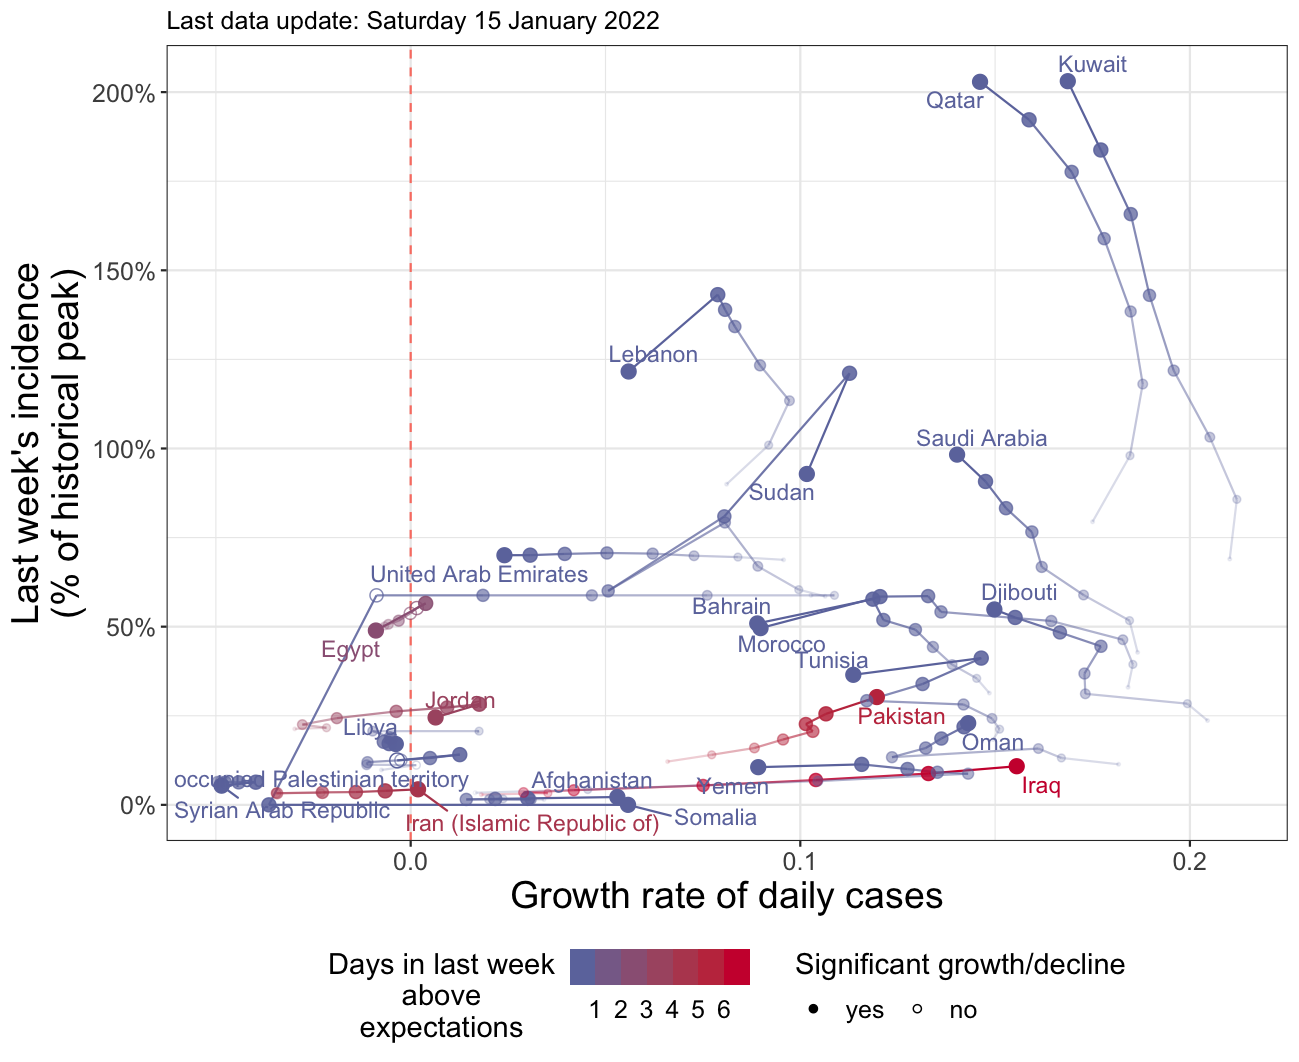 Last data update: Saturday 15 January 2022
Last week's incidence
(% of historical peak)
200%
150%
100%
50%
0%
Kuwait
Qatar
Lebanon
Saudi Arabia
Sudan
United Arab Emirates
Djibouti
Bahrain
Morocco
Egypt
Tunisia
Jordan
Pakistan
Libya
Oman
occupied Palestinian territory
Afghanistan
Yemen
Iraq
Syrian Arab Republic
Somalia
Iran (Islamic Republic of)
0.0
0.1
0.2
Growth rate of daily cases
Days in last week
above
expectations
1 2 3 4 5 6
Significant growth/decline
yes
no